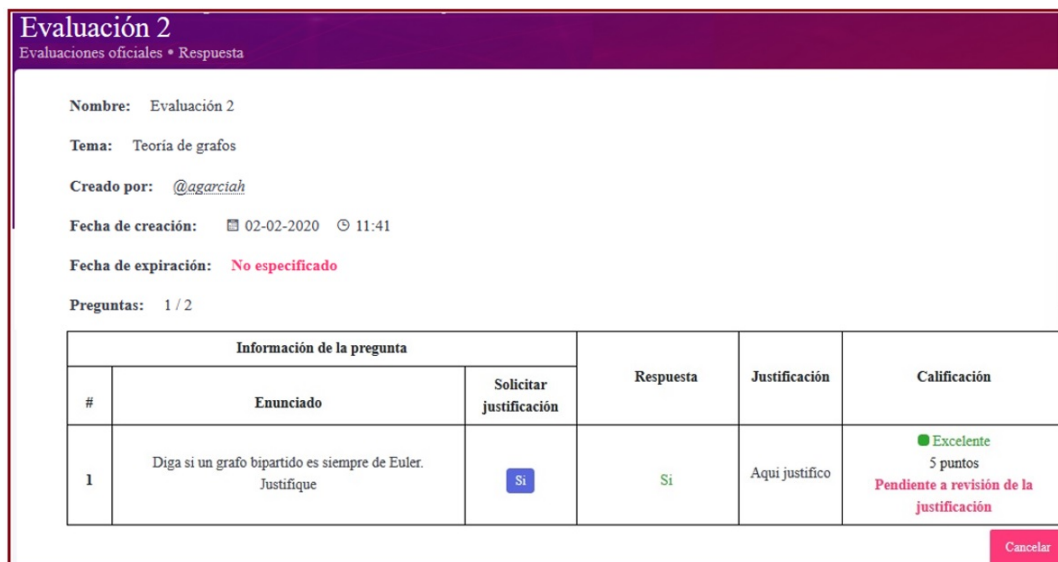 Evaluación 2
Evaluaciones oficiales • Respuesta
Nombre: Evaluación 2
Tema: Teoría de grafos
Creado por: @agarciah
Fecha de creación: 02-02-2020 11:41
Fecha de expiración: No especificado
Preguntas: 1 / 2
Información de la pregunta
Respuesta
Justificación
Calificación
#
Enunciado
Solicitar
justificación
1
Diga si un grafo bipartido es siempre de Euler.
Justifique
Si
Si
Aqui justifico
Excelente
5 puntos
Pendiente a revisión de la
justificación
Cancelar